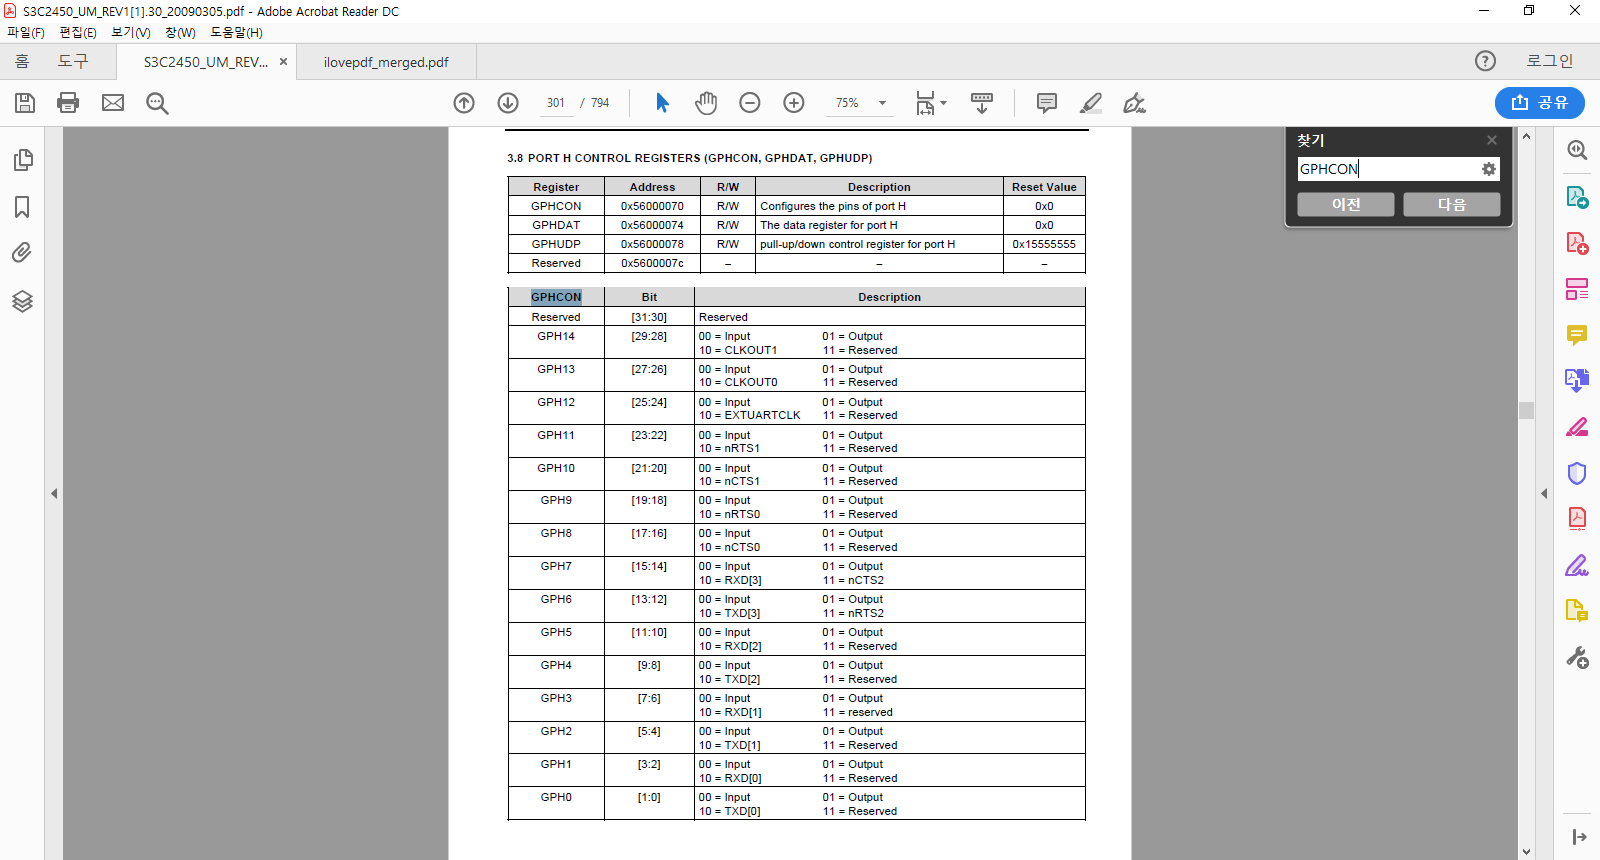 S3C2450_UM_REV1[1].30_20090305.pdf - Adobe Acrobat Reader DC
파일(F) 편집(E) 보기(V) 창(W) 도움말(H)
홈 도구 S3C2450_UM_REV... × ilovepdf_merged.pdf ? 로그인
301 / 794 75% 공유
찾기 ×
GPHCON
이전 다음
3.8 PORT H CONTROL REGISTERS (GPHCON, GPHDAT, GPHUDP)
Register Address R/W Description Reset Value
GPHCON 0x56000070 R/W Configures the pins of port H 0x0
GPHDAT 0x56000074 R/W The data register for port H 0x0
GPHUDP 0x56000078 R/W pull-up/down control register for port H 0x15555555
Reserved 0x5600007c – – –
GPHCON Bit Description
Reserved [31:30] Reserved
GPH14 [29:28] 00 = Input 01 = Output
10 = CLKOUT1 11 = Reserved
GPH13 [27:26] 00 = Input 01 = Output
10 = CLKOUT0 11 = Reserved
GPH12 [25:24] 00 = Input 01 = Output
10 = EXTUARTCLK 11 = Reserved
GPH11 [23:22] 00 = Input 01 = Output
10 = nRTS1 11 = Reserved
GPH10 [21:20] 00 = Input 01 = Output
10 = nCTS1 11 = Reserved
GPH9 [19:18] 00 = Input 01 = Output
10 = nRTS0 11 = Reserved
GPH8 [17:16] 00 = Input 01 = Output
10 = nCTS0 11 = Reserved
GPH7 [15:14] 00 = Input 01 = Output
10 = RXD[3] 11 = nCTS2
GPH6 [13:12] 00 = Input 01 = Output
10 = TXD[3] 11 = nRTS2
GPH5 [11:10] 00 = Input 01 = Output
10 = RXD[2] 11 = Reserved
GPH4 [9:8] 00 = Input 01 = Output
10 = TXD[2] 11 = Reserved
GPH3 [7:6] 00 = Input 01 = Output
10 = RXD[1] 11 = reserved
GPH2 [5:4] 00 = Input 01 = Output
10 = TXD[1] 11 = Reserved
GPH1 [3:2] 00 = Input 01 = Output
10 = RXD[0] 11 = Reserved
GPH0 [1:0] 00 = Input 01 = Output
10 = TXD[0] 11 = Reserved